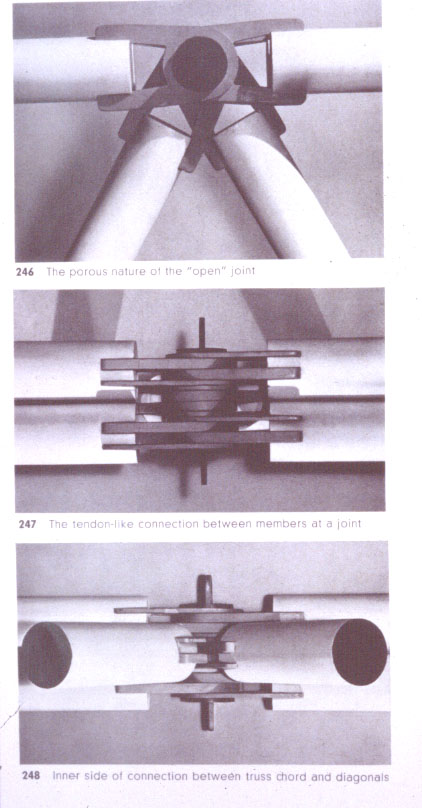 246 The porous nature of the "open" joint
247 The tendon-like connection between members at a joint
248 Inner side of connection between truss chord and diagonals